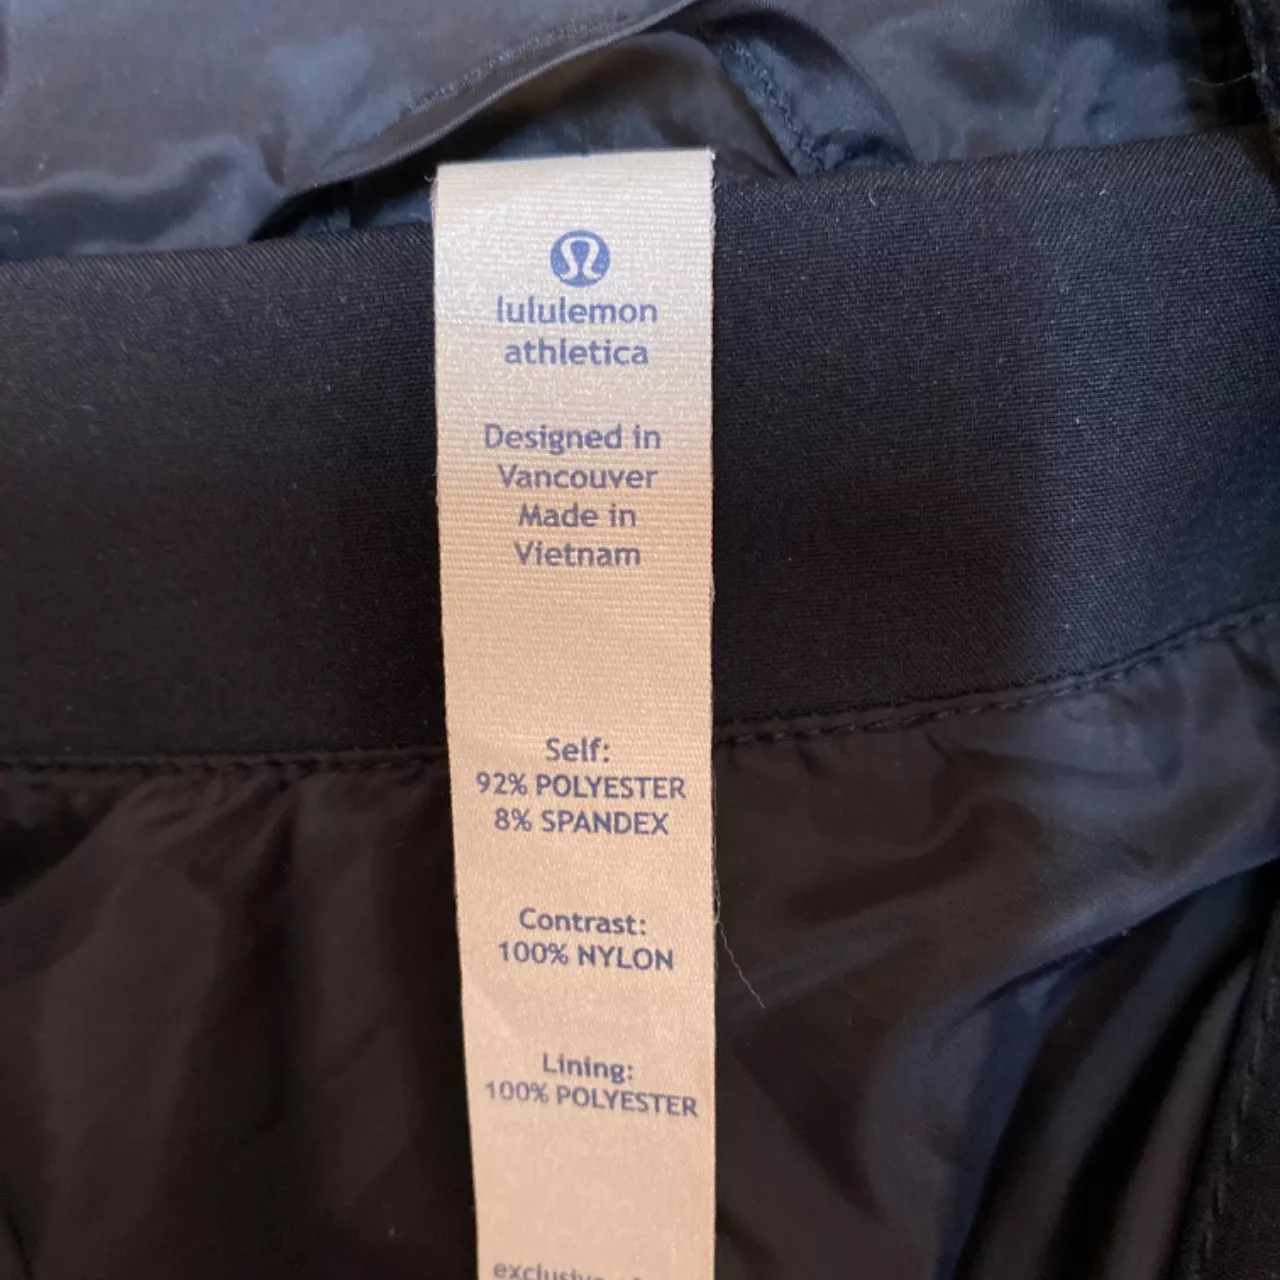 lululemon
athletica
Designed in
Vancouver
Made in
Vietnam
Self:
92% POLYESTER
8% SPANDEX
Contrast:
100% NYLON
Lining:
100% POLYESTER